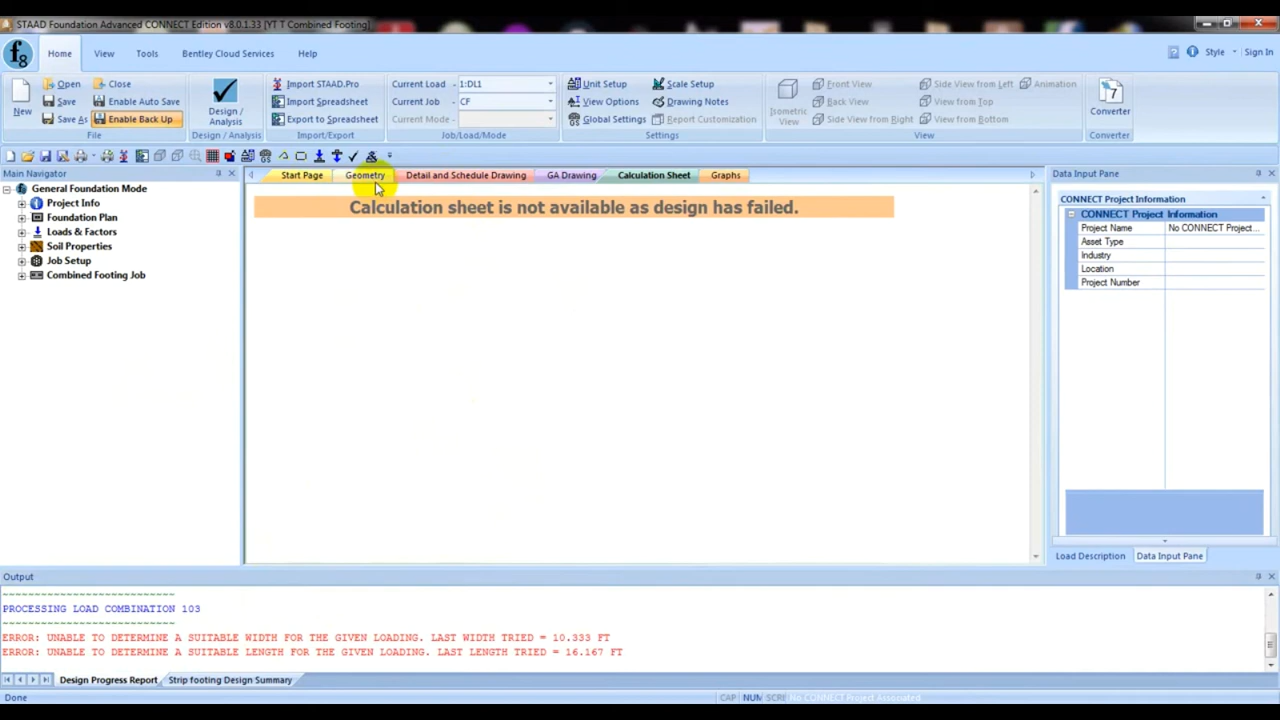 STAAD Foundation Advanced CONNECT Edition v8.0.1.33 [YT T Combined Footing]
f8
Home View Tools Bentley Cloud Services Help
Style Sign In
New
Open
Save
Save As
Close
Enable Auto Save
Enable Back Up
File
Design / Analysis
Design / Analysis
Import STAAD.Pro
Import Spreadsheet
Export to Spreadsheet
Import/Export
Current Load 1:DL1
Current Job CF
Current Mode
Job/Load/Mode
Unit Setup
View Options
Global Settings
Scale Setup
Drawing Notes
Report Customization
Settings
Isometric View
Front View
Back View
Side View from Right
Side View from Left
View from Top
View from Bottom
Animation
View
7
Converter
Converter
Main Navigator
General Foundation Mode
Project Info
Foundation Plan
Loads & Factors
Soil Properties
Job Setup
Combined Footing Job
Start Page Geometry Detail and Schedule Drawing GA Drawing Calculation Sheet Graphs
Calculation sheet is not available as design has failed.
Data Input Pane
CONNECT Project Information
CONNECT Project Information
Project Name No CONNECT Project...
Asset Type
Industry
Location
Project Number
Load Description Data Input Pane
Output
~~~~~~~~~~~~~~~~~~~~~~~~~~~
PROCESSING LOAD COMBINATION 103
~~~~~~~~~~~~~~~~~~~~~~~~~~~
ERROR: UNABLE TO DETERMINE A SUITABLE WIDTH FOR THE GIVEN LOADING. LAST WIDTH TRIED = 10.333 FT
ERROR: UNABLE TO DETERMINE A SUITABLE LENGTH FOR THE GIVEN LOADING. LAST LENGTH TRIED = 16.167 FT
Design Progress Report Strip footing Design Summary
Done
CAP NUM SCRL No CONNECT Project Associated